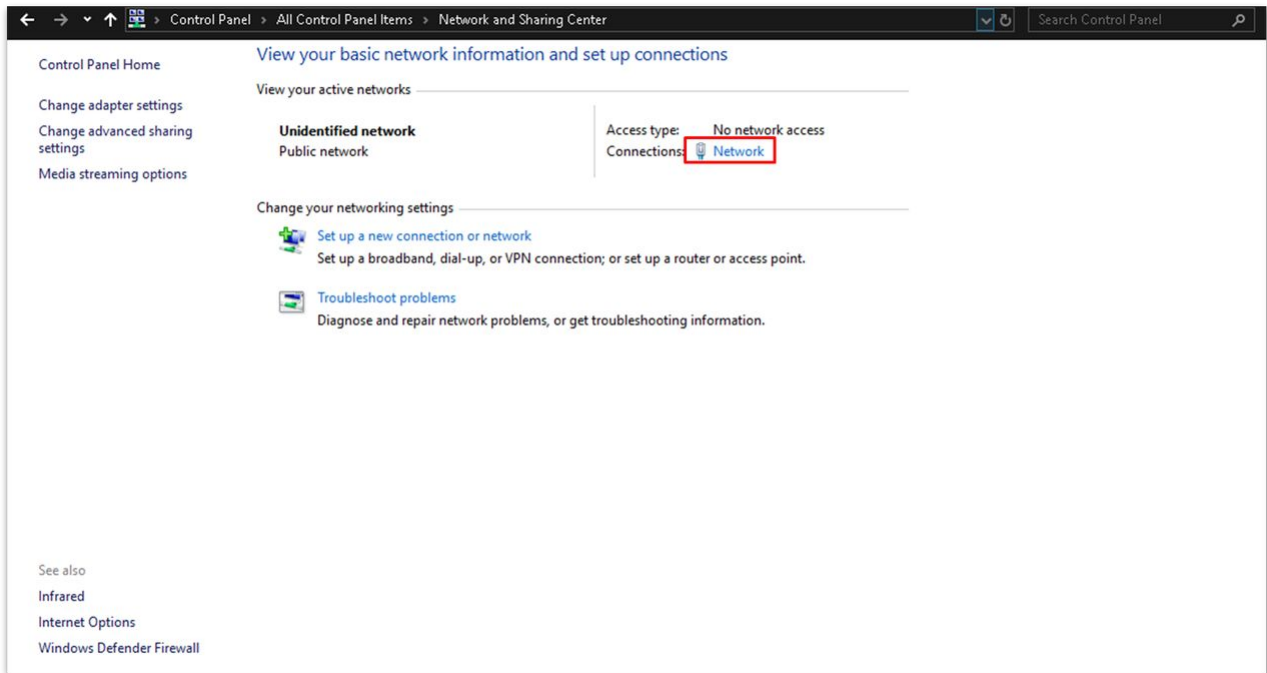 Control Panel > All Control Panel Items > Network and Sharing Center
Search Control Panel
Control Panel Home
Change adapter settings
Change advanced sharing
settings
Media streaming options
View your basic network information and set up connections
View your active networks
Unidentified network
Public network
Access type: No network access
Connections: Network
Change your networking settings
Set up a new connection or network
Set up a broadband, dial-up, or VPN connection; or set up a router or access point.
Troubleshoot problems
Diagnose and repair network problems, or get troubleshooting information.
See also
Infrared
Internet Options
Windows Defender Firewall